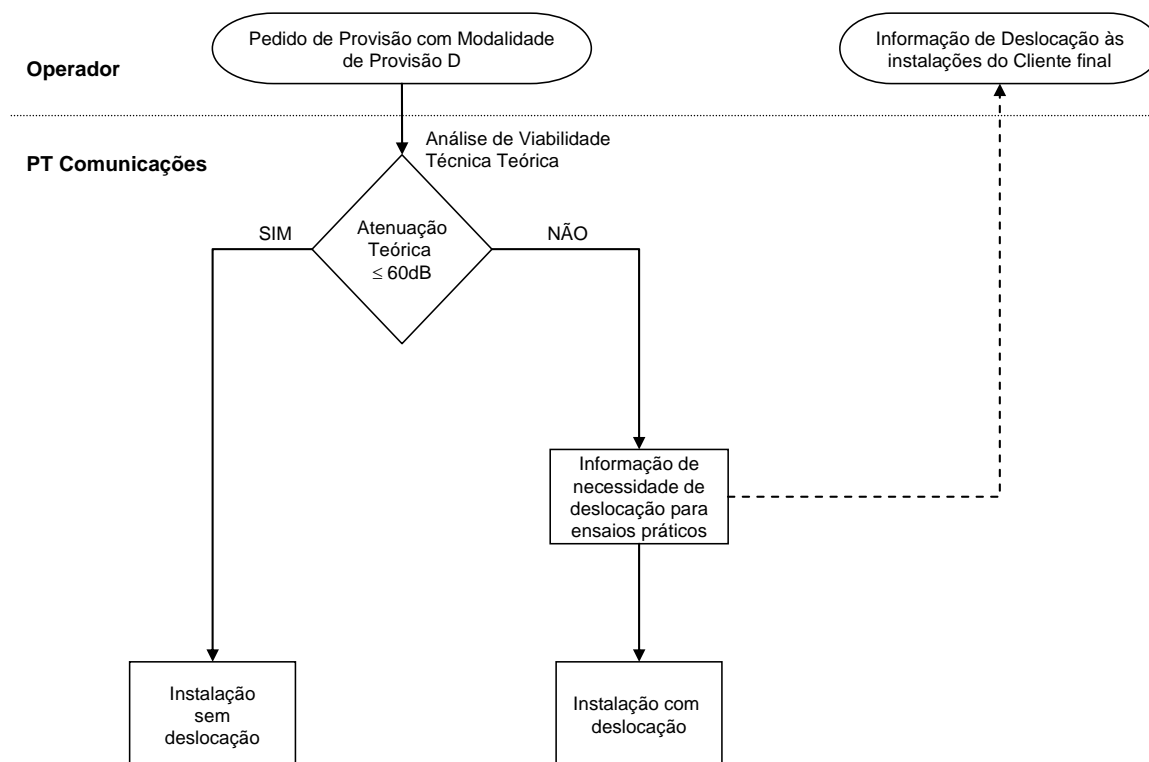 Pedido de Provisão com Modalidade
de Provisão D
Informação de Deslocação às
instalações do Cliente final
Operador
Análise de Viabilidade
Técnica Teórica
PT Comunicações
SIM
Atenuação
Teórica
≤ 60dB
NÃO
Informação de
necessidade de
deslocação para
ensaios práticos
Instalação
sem
deslocação
Instalação com
deslocação